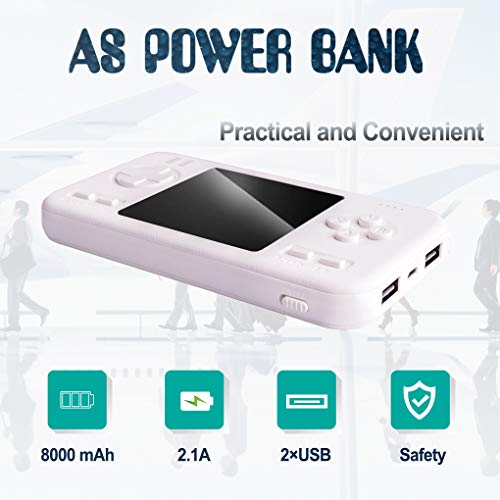 AS POWER BANK
Practical and Convenient
8000 mAh
2.1A
2×USB
Safety